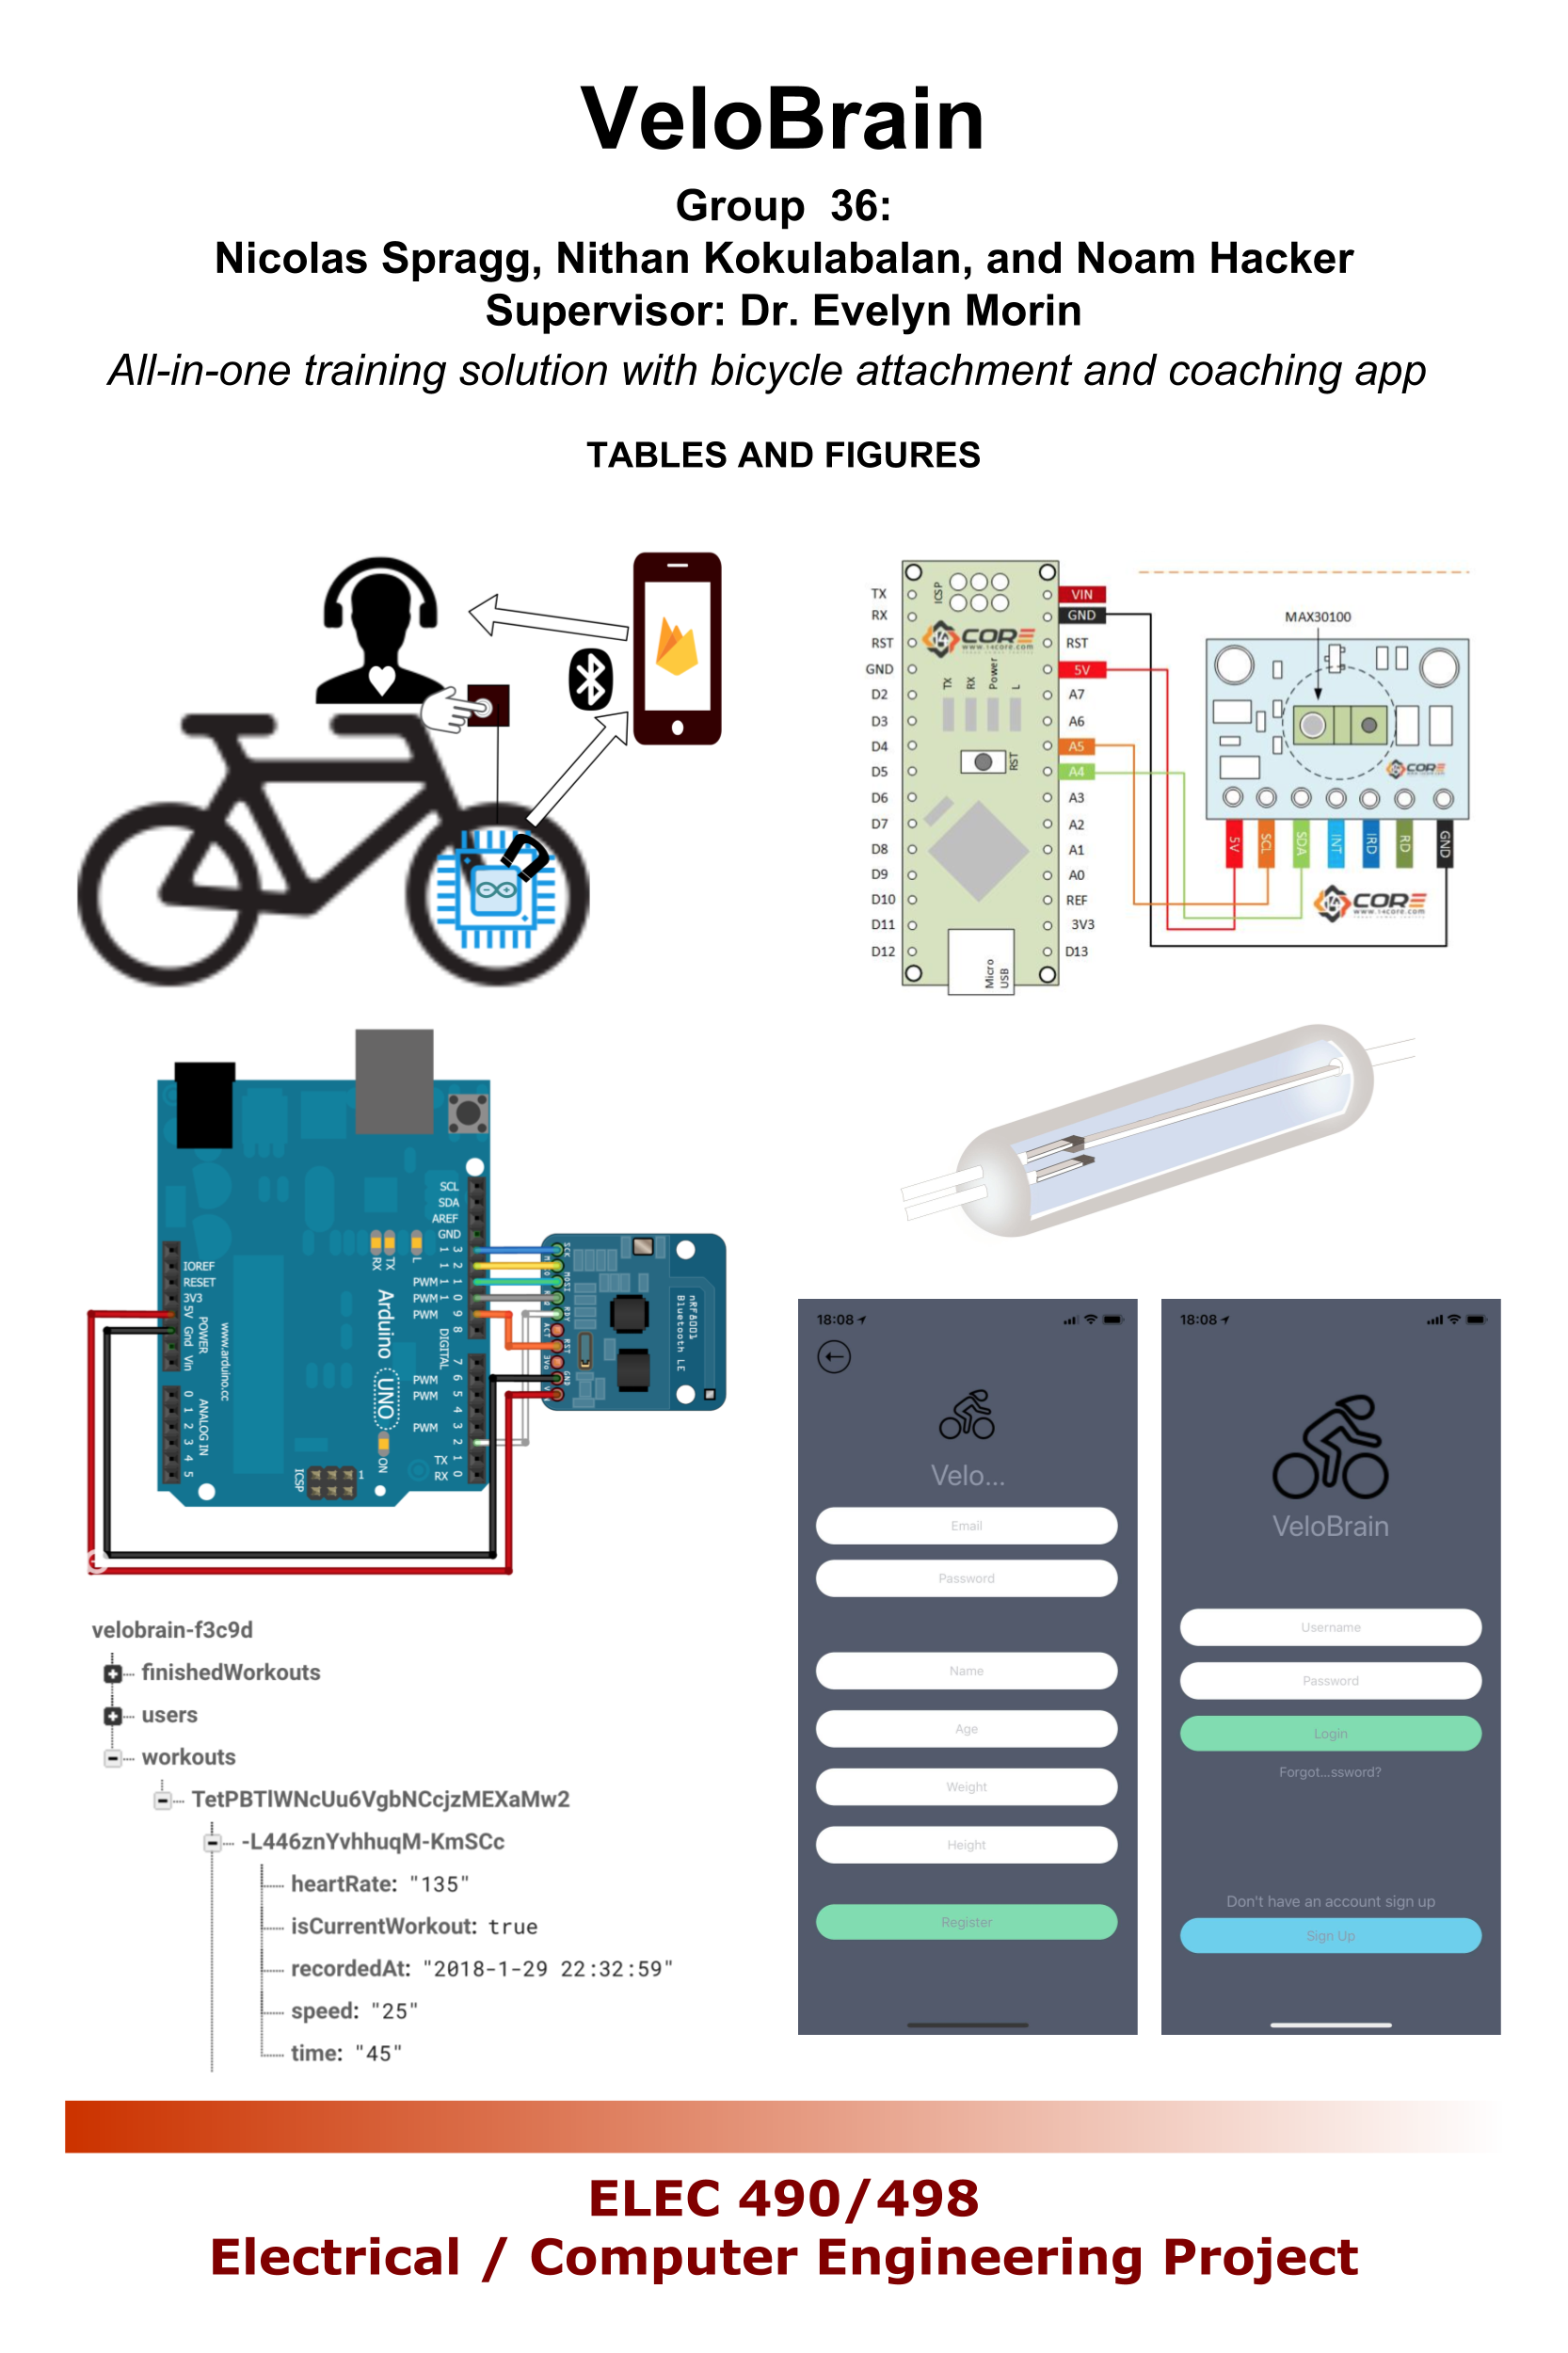 VeloBrain
Group 36:
Nicolas Spragg, Nithan Kokulabalan, and Noam Hacker
Supervisor: Dr. Evelyn Morin
All-in-one training solution with bicycle attachment and coaching app
TABLES AND FIGURES
TX
RX
RST
GND
D2
D3
D4
D5
D6
D7
D8
D9
D10
D11
D12
ICSP
CORE
www.14core.com
TX
RX
Power
L
RST
Micro
USB
VIN
GND
RST
5V
A7
A6
A5
A4
A3
A2
A1
A0
REF
3V3
D13
MAX30100
CORE
5V
SCL
SDA
INT
IRD
RD
GND
CORE
www.14core.com
SCL
SDA
AREF
GND
1 3
1 2
PWM 1 1
PWM 1 0
PWM 9
8
DIGITAL
7
PWM 6
PWM 5
4
PWM 3
2
TX 1
RX 0
RX
TX
L
IOREF
RESET
3V3
5V
Gnd
Vin
POWER
www.arduino.cc
0
1
2
3
4
5
ANALOG IN
Arduino
UNO
ON
ICSP
1
SCK
MOSI
RDY
ACT
RST
3Vo
GND
nRF8001
Bluetooth LE
18:08
Velo...
Email
Password
Name
Age
Weight
Height
Register
18:08
VeloBrain
Username
Password
Login
Forgot...ssword?
Don't have an account sign up
Sign Up
velobrain-f3c9d
finishedWorkouts
users
workouts
TetPBTlWNcUu6VgbNCcjzMEXaMw2
-L446znYvhhuqM-KmSCc
heartRate: "135"
isCurrentWorkout: true
recordedAt: "2018-1-29 22:32:59"
speed: "25"
time: "45"
ELEC 490/498
Electrical / Computer Engineering Project